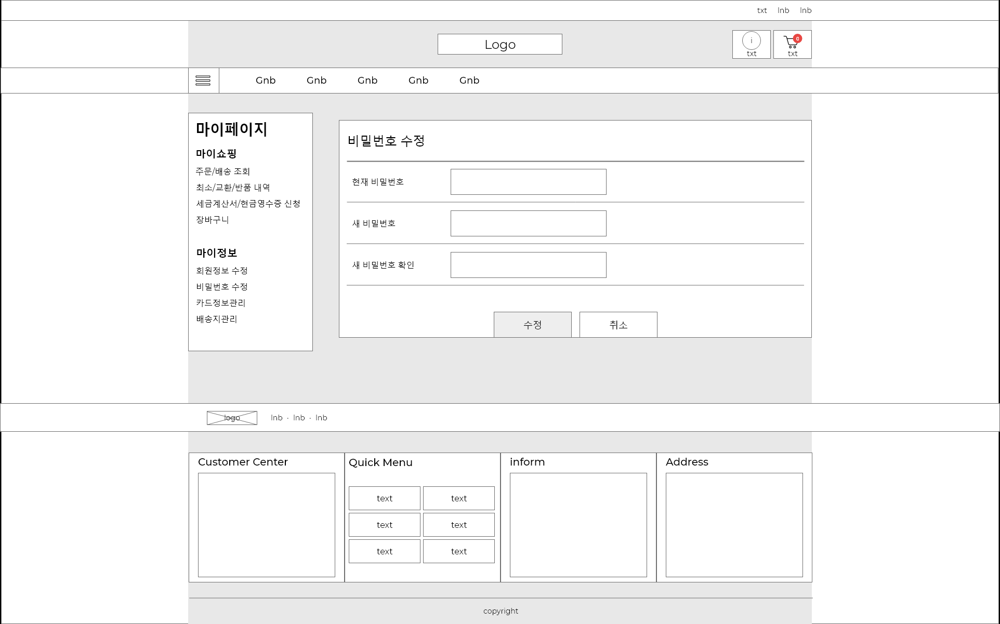 txt lnb lnb
Logo
i
txt
0
txt
Gnb Gnb Gnb Gnb Gnb
마이페이지
마이쇼핑
주문/배송 조회
최소/교환/반품 내역
세금계산서/현금영수증 신청
장바구니
마이정보
회원정보 수정
비밀번호 수정
카드정보관리
배송지관리
비밀번호 수정
현재 비밀번호
새 비밀번호
새 비밀번호 확인
수정 취소
logo lnb · lnb · lnb
Customer Center
Quick Menu
text text
text text
text text
inform
Address
copyright